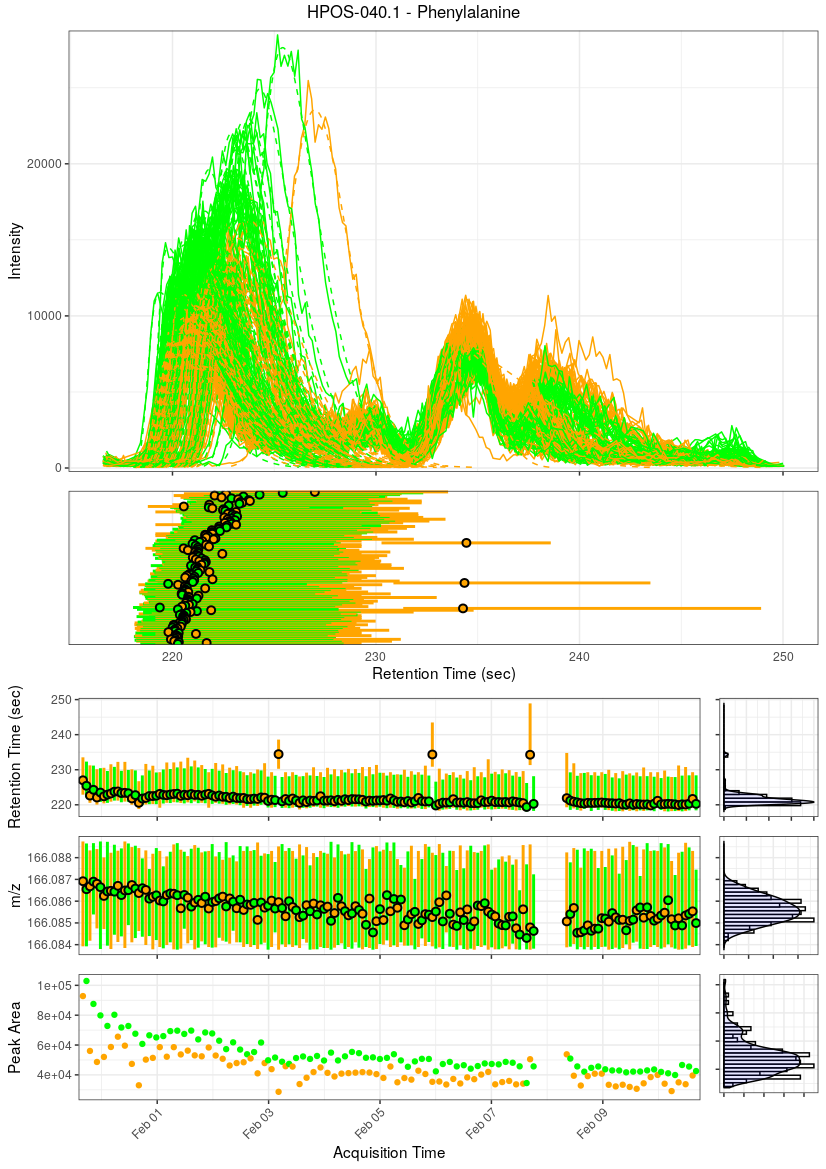 HPOS-040.1 - Phenylalanine
Intensity
20000
10000
0
220
230
240
250
Retention Time (sec)
Retention Time (sec)
250
240
230
220
m/z
166.088
166.087
166.086
166.085
166.084
Peak Area
1e+05
8e+04
6e+04
4e+04
Feb 01
Feb 03
Feb 05
Feb 07
Feb 09
Acquisition Time